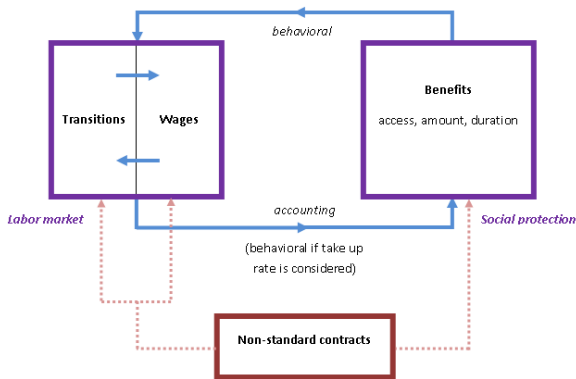 behavioral
Benefits
Transitions
Wages
access, amount, duration
Labor market
accounting
Social protection
(behavioral if take up
rate is considered)
Non-standard contracts